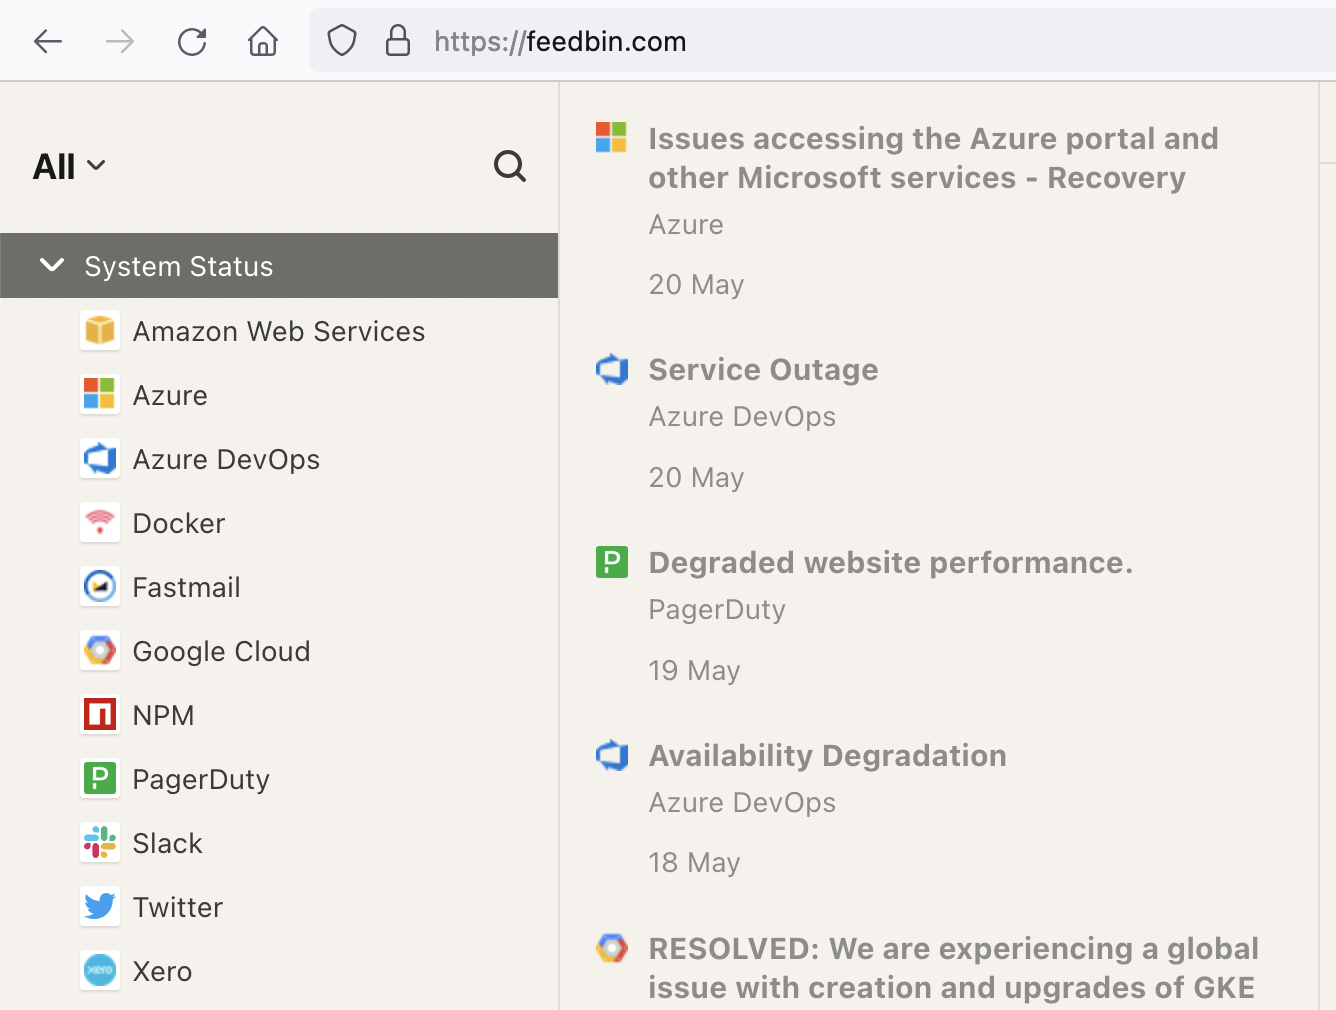 https://feedbin.com
All
System Status
Amazon Web Services
Azure
Azure DevOps
Docker
Fastmail
Google Cloud
NPM
PagerDuty
Slack
Twitter
Xero
Issues accessing the Azure portal and
other Microsoft services - Recovery
Azure
20 May
Service Outage
Azure DevOps
20 May
Degraded website performance.
PagerDuty
19 May
Availability Degradation
Azure DevOps
18 May
RESOLVED: We are experiencing a global
issue with creation and upgrades of GKE